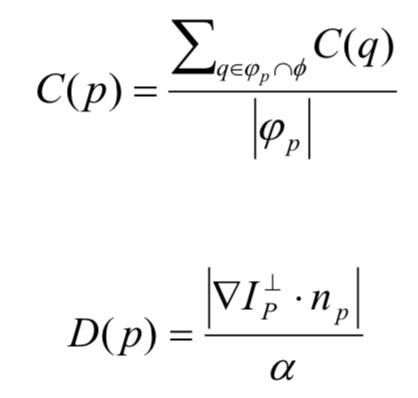 C(p) = ∑_{q∈φ_p∩ϕ} C(q) / |φ_p|
D(p) = |∇I_P^⊥ · n_p| / α